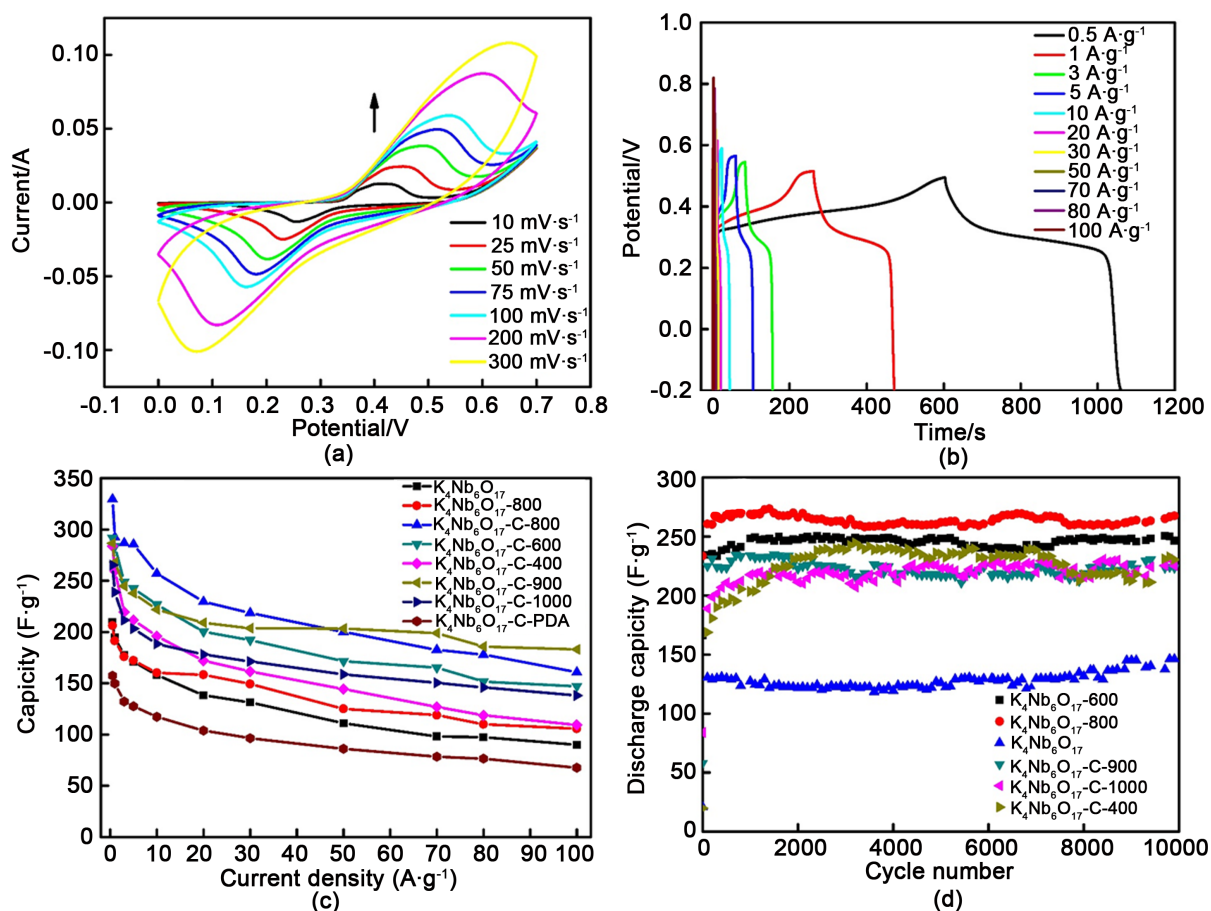 Current/A
0.10
0.05
0.00
-0.05
-0.10
10 mV·s⁻¹
25 mV·s⁻¹
50 mV·s⁻¹
75 mV·s⁻¹
100 mV·s⁻¹
200 mV·s⁻¹
300 mV·s⁻¹
-0.1 0.0 0.1 0.2 0.3 0.4 0.5 0.6 0.7 0.8
Potential/V
(a)
Potential/V
1.0
0.8
0.6
0.4
0.2
0.0
-0.2
0.5 A·g⁻¹
1 A·g⁻¹
3 A·g⁻¹
5 A·g⁻¹
10 A·g⁻¹
20 A·g⁻¹
30 A·g⁻¹
50 A·g⁻¹
70 A·g⁻¹
80 A·g⁻¹
100 A·g⁻¹
0 200 400 600 800 1000 1200
Time/s
(b)
Capicity (F·g⁻¹)
350
300
250
200
150
100
50
0
K₄Nb₆O₁₇
K₄Nb₆O₁₇-800
K₄Nb₆O₁₇-C-800
K₄Nb₆O₁₇-C-600
K₄Nb₆O₁₇-C-400
K₄Nb₆O₁₇-C-900
K₄Nb₆O₁₇-C-1000
K₄Nb₆O₁₇-C-PDA
0 10 20 30 40 50 60 70 80 90 100
Current density (A·g⁻¹)
(c)
Discharge capicity (F·g⁻¹)
300
250
200
150
100
50
0
K₄Nb₆O₁₇-600
K₄Nb₆O₁₇-800
K₄Nb₆O₁₇
K₄Nb₆O₁₇-C-900
K₄Nb₆O₁₇-C-1000
K₄Nb₆O₁₇-C-400
0 2000 4000 6000 8000 10000
Cycle number
(d)